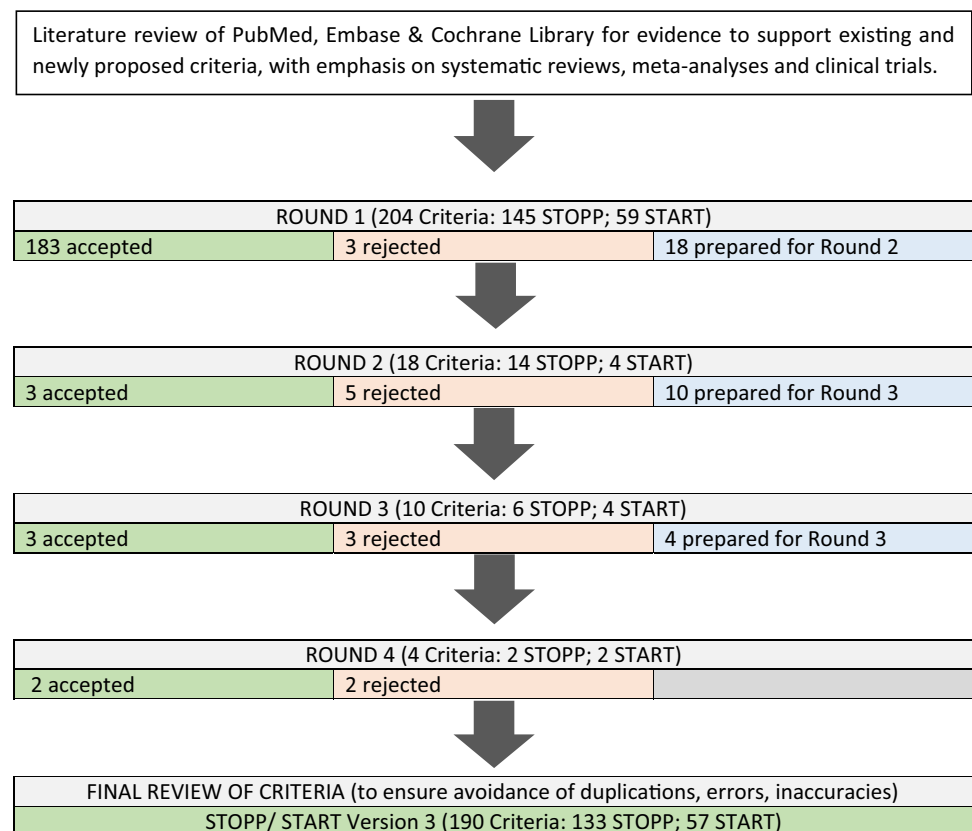 Literature review of PubMed, Embase & Cochrane Library for evidence to support existing and
newly proposed criteria, with emphasis on systematic reviews, meta-analyses and clinical trials.
ROUND 1 (204 Criteria: 145 STOPP; 59 START)
183 accepted
3 rejected
18 prepared for Round 2
ROUND 2 (18 Criteria: 14 STOPP; 4 START)
3 accepted
5 rejected
10 prepared for Round 3
ROUND 3 (10 Criteria: 6 STOPP; 4 START)
3 accepted
3 rejected
4 prepared for Round 3
ROUND 4 (4 Criteria: 2 STOPP; 2 START)
2 accepted
2 rejected
FINAL REVIEW OF CRITERIA (to ensure avoidance of duplications, errors, inaccuracies)
STOPP/ START Version 3 (190 Criteria: 133 STOPP; 57 START)